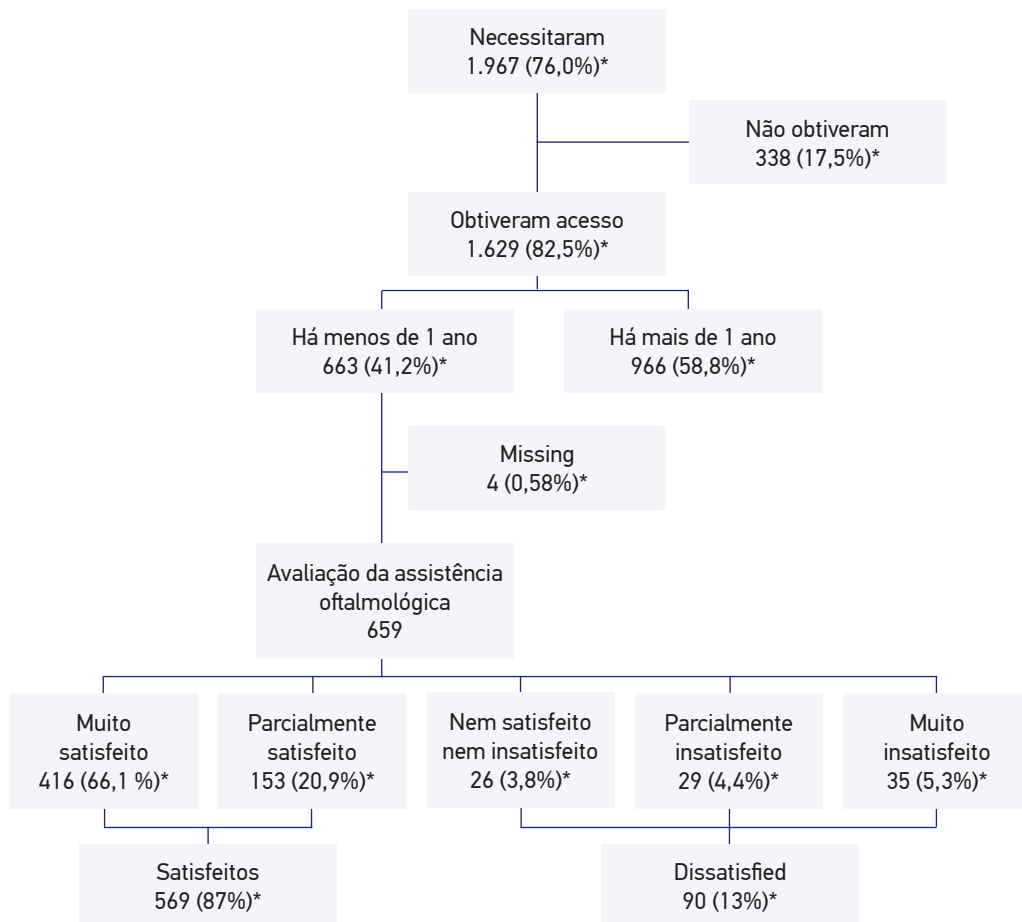 Necessitaram
1.967 (76,0%)*
Não obtiveram
338 (17,5%)*
Obtiveram acesso
1.629 (82,5%)*
Há menos de 1 ano
663 (41,2%)*
Há mais de 1 ano
966 (58,8%)*
Missing
4 (0,58%)*
Avaliação da assistência
oftalmológica
659
Muito
satisfeito
416 (66,1 %)*
Parcialmente
satisfeito
153 (20,9%)*
Nem satisfeito
nem insatisfeito
26 (3,8%)*
Parcialmente
insatisfeito
29 (4,4%)*
Muito
insatisfeito
35 (5,3%)*
Satisfeitos
569 (87%)*
Dissatisfied
90 (13%)*